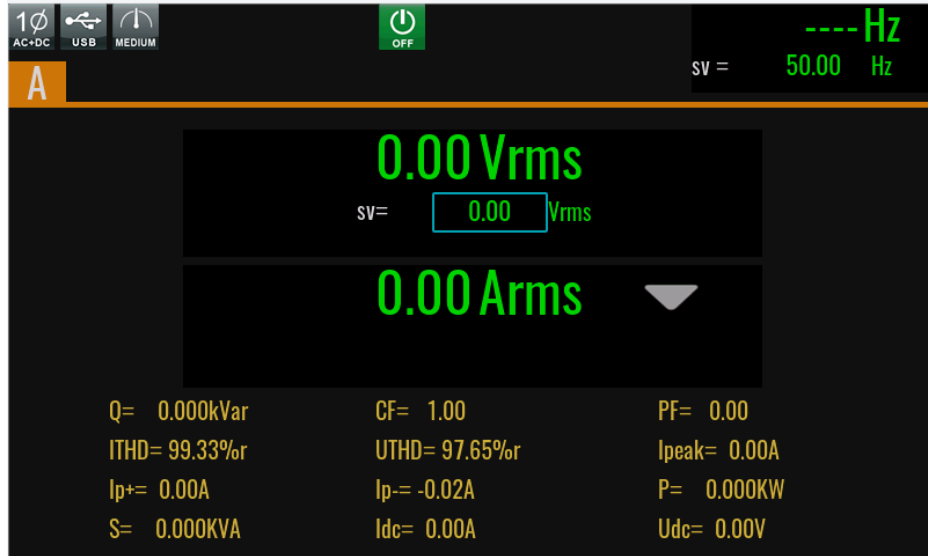 1Ø
AC+DC
USB
MEDIUM
OFF
---- Hz
sv = 50.00 Hz
A
0.00 Vrms
sv= 0.00 Vrms
0.00 Arms
Q= 0.000kVar CF= 1.00 PF= 0.00
ITHD= 99.33%r UTHD= 97.65%r Ipeak= 0.00A
Ip+= 0.00A Ip-= -0.02A P= 0.000KW
S= 0.000KVA Idc= 0.00A Udc= 0.00V